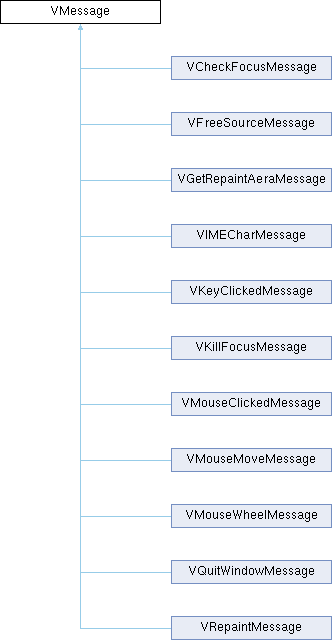 VMessage
VCheckFocusMessage
VFreeSourceMessage
VGetRepaintAeraMessage
VIMECharMessage
VKeyClickedMessage
VKillFocusMessage
VMouseClickedMessage
VMouseMoveMessage
VMouseWheelMessage
VQuitWindowMessage
VRepaintMessage